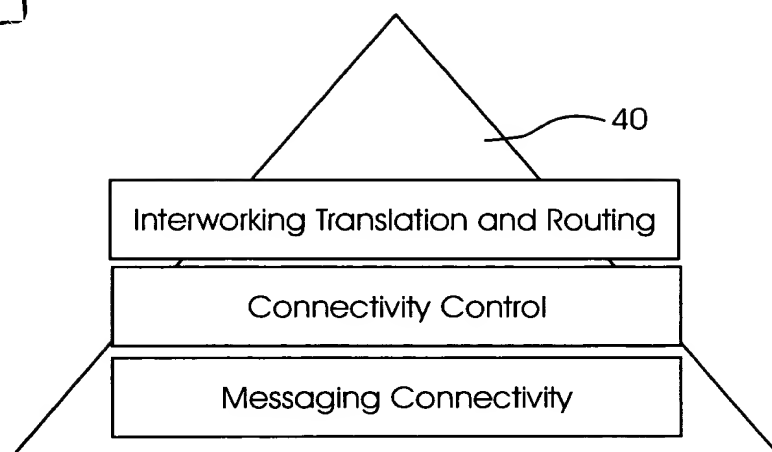 40
Interworking Translation and Routing
Connectivity Control
Messaging Connectivity